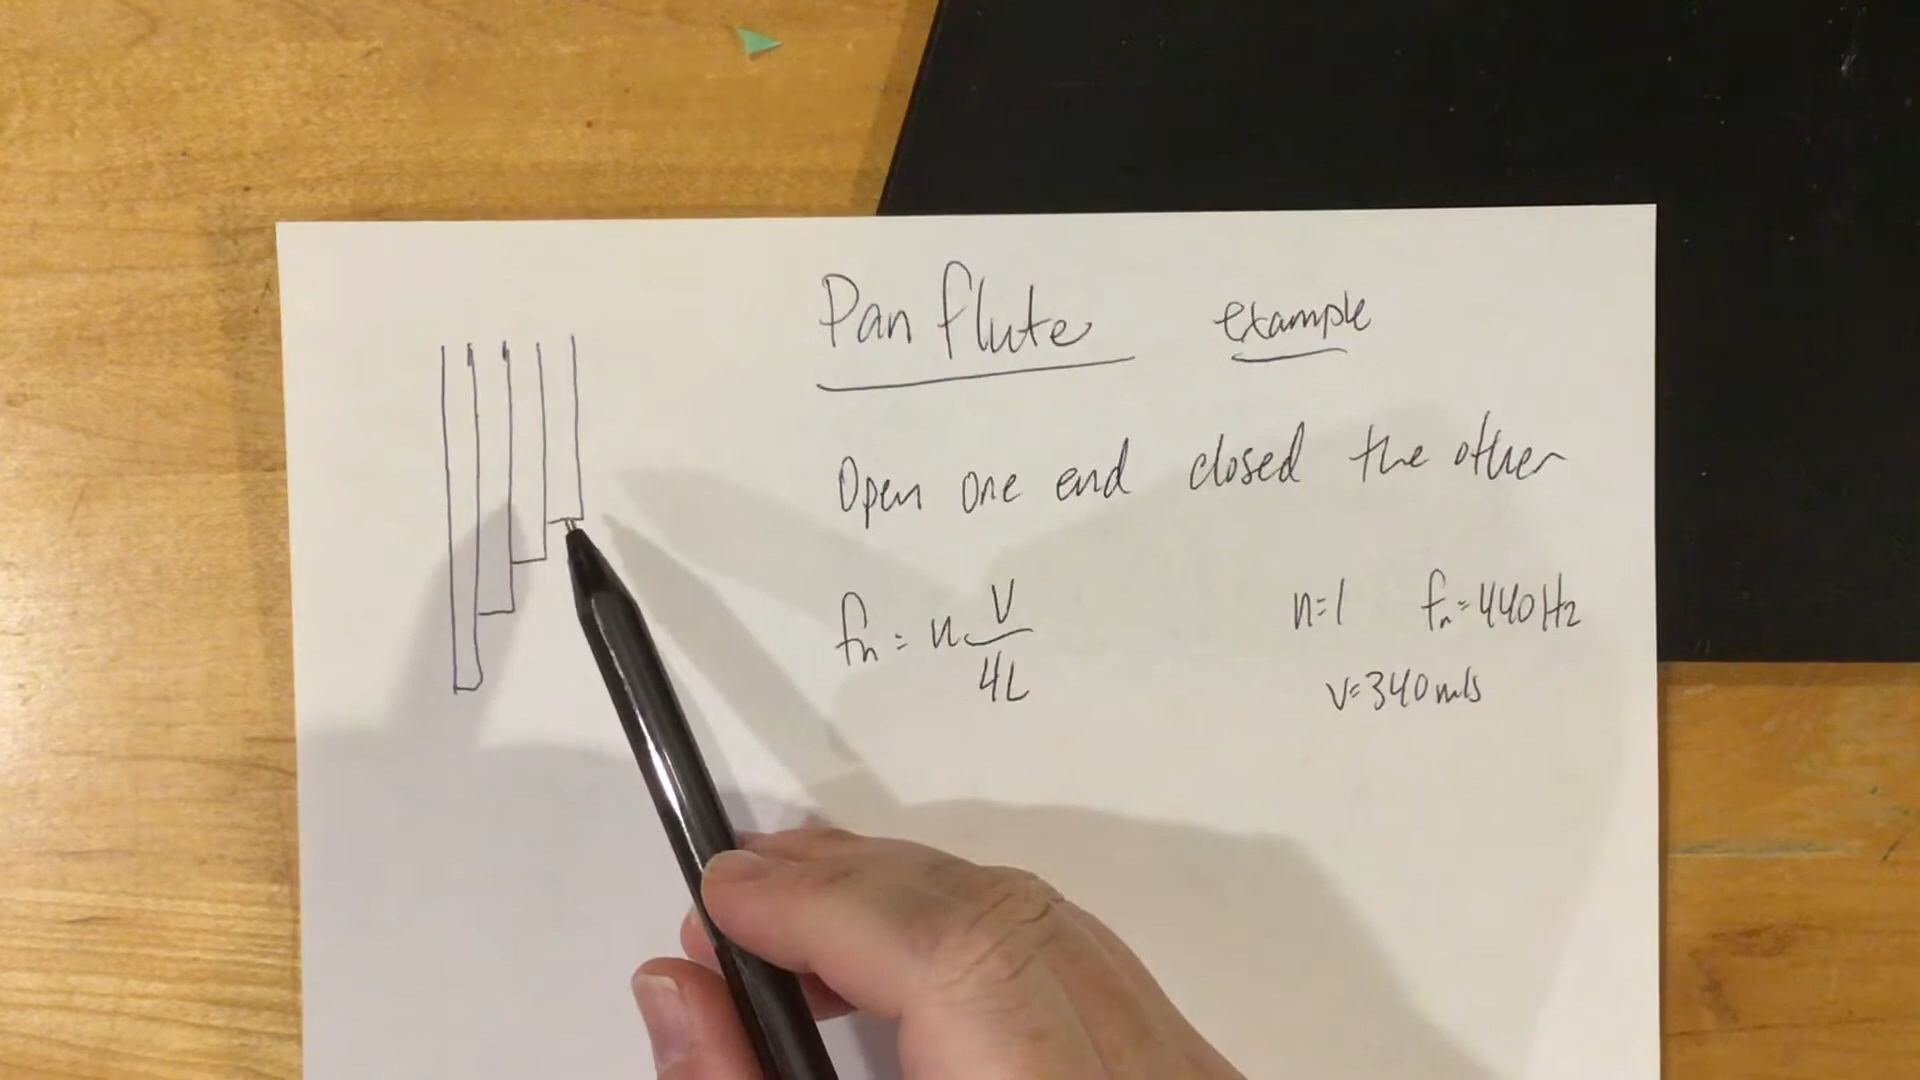 Pan flute example
Open one end closed the other
fn = n V/4L n=1 fn=440Hz
v=340m/s